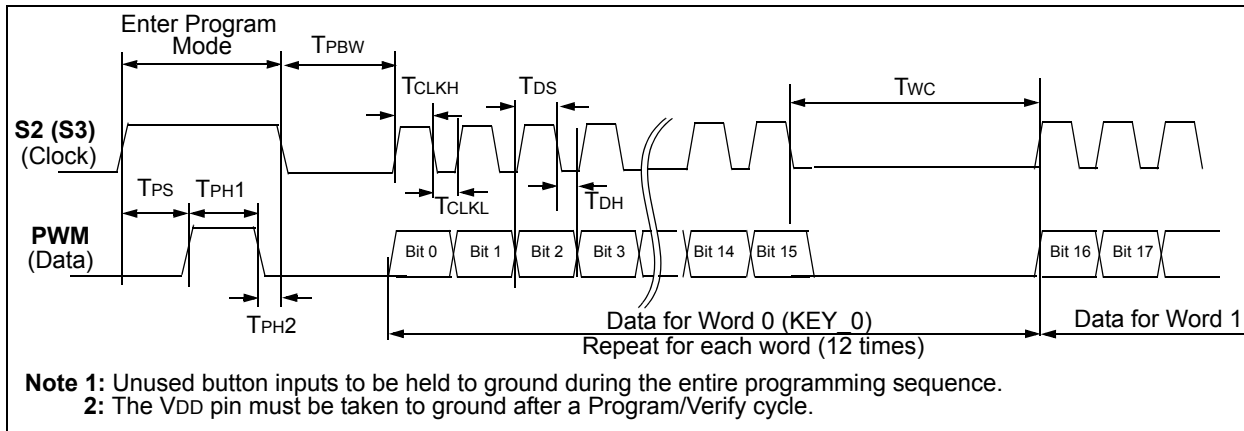 Enter Program
Mode
TPBW
TCLKH
TDS
TWC
S2 (S3)
(Clock)
TPS
TPH1
TCLKL
TDH
PWM
(Data)
Bit 0
Bit 1
Bit 2
Bit 3
Bit 14
Bit 15
Bit 16
Bit 17
TPH2
Data for Word 0 (KEY_0)
Data for Word 1
Repeat for each word (12 times)
Note 1: Unused button inputs to be held to ground during the entire programming sequence.
2: The VDD pin must be taken to ground after a Program/Verify cycle.